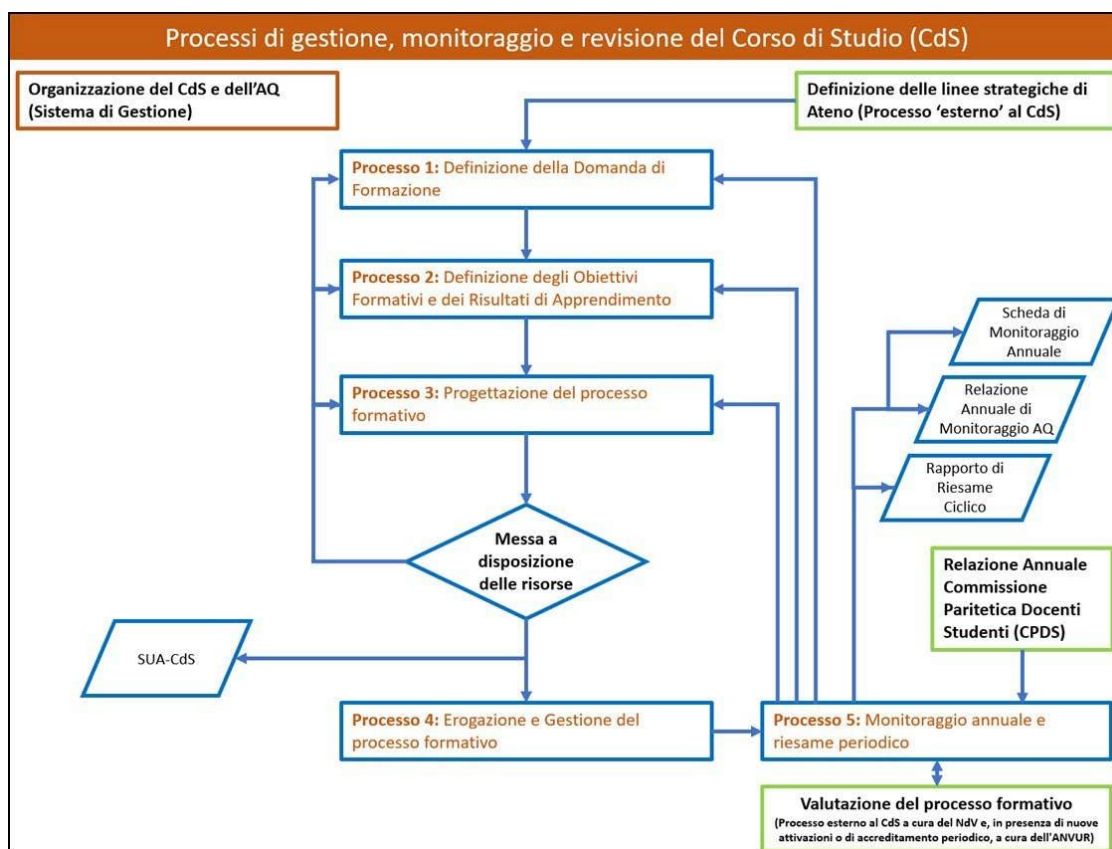 Processi di gestione, monitoraggio e revisione del Corso di Studio (CdS)
Organizzazione del CdS e dell'AQ
(Sistema di Gestione)
Definizione delle linee strategiche di
Ateno (Processo 'esterno' al CdS)
Processo 1: Definizione della Domanda di
Formazione
Processo 2: Definizione degli Obiettivi
Formativi e dei Risultati di Apprendimento
Processo 3: Progettazione del processo
formativo
Scheda di
Monitoraggio
Annuale
Relazione
Annuale di
Monitoraggio AQ
Rapporto di
Riesame
Ciclico
Messa a
disposizione
delle risorse
Relazione Annuale
Commissione
Paritetica Docenti
Studenti (CPDS)
SUA-CdS
Processo 4: Erogazione e Gestione del
processo formativo
Processo 5: Monitoraggio annuale e
riesame periodico
Valutazione del processo formativo
(Processo esterno al CdS a cura del NdV e, in presenza di nuove
attivazioni o di accreditamento periodico, a cura dell'ANVUR)